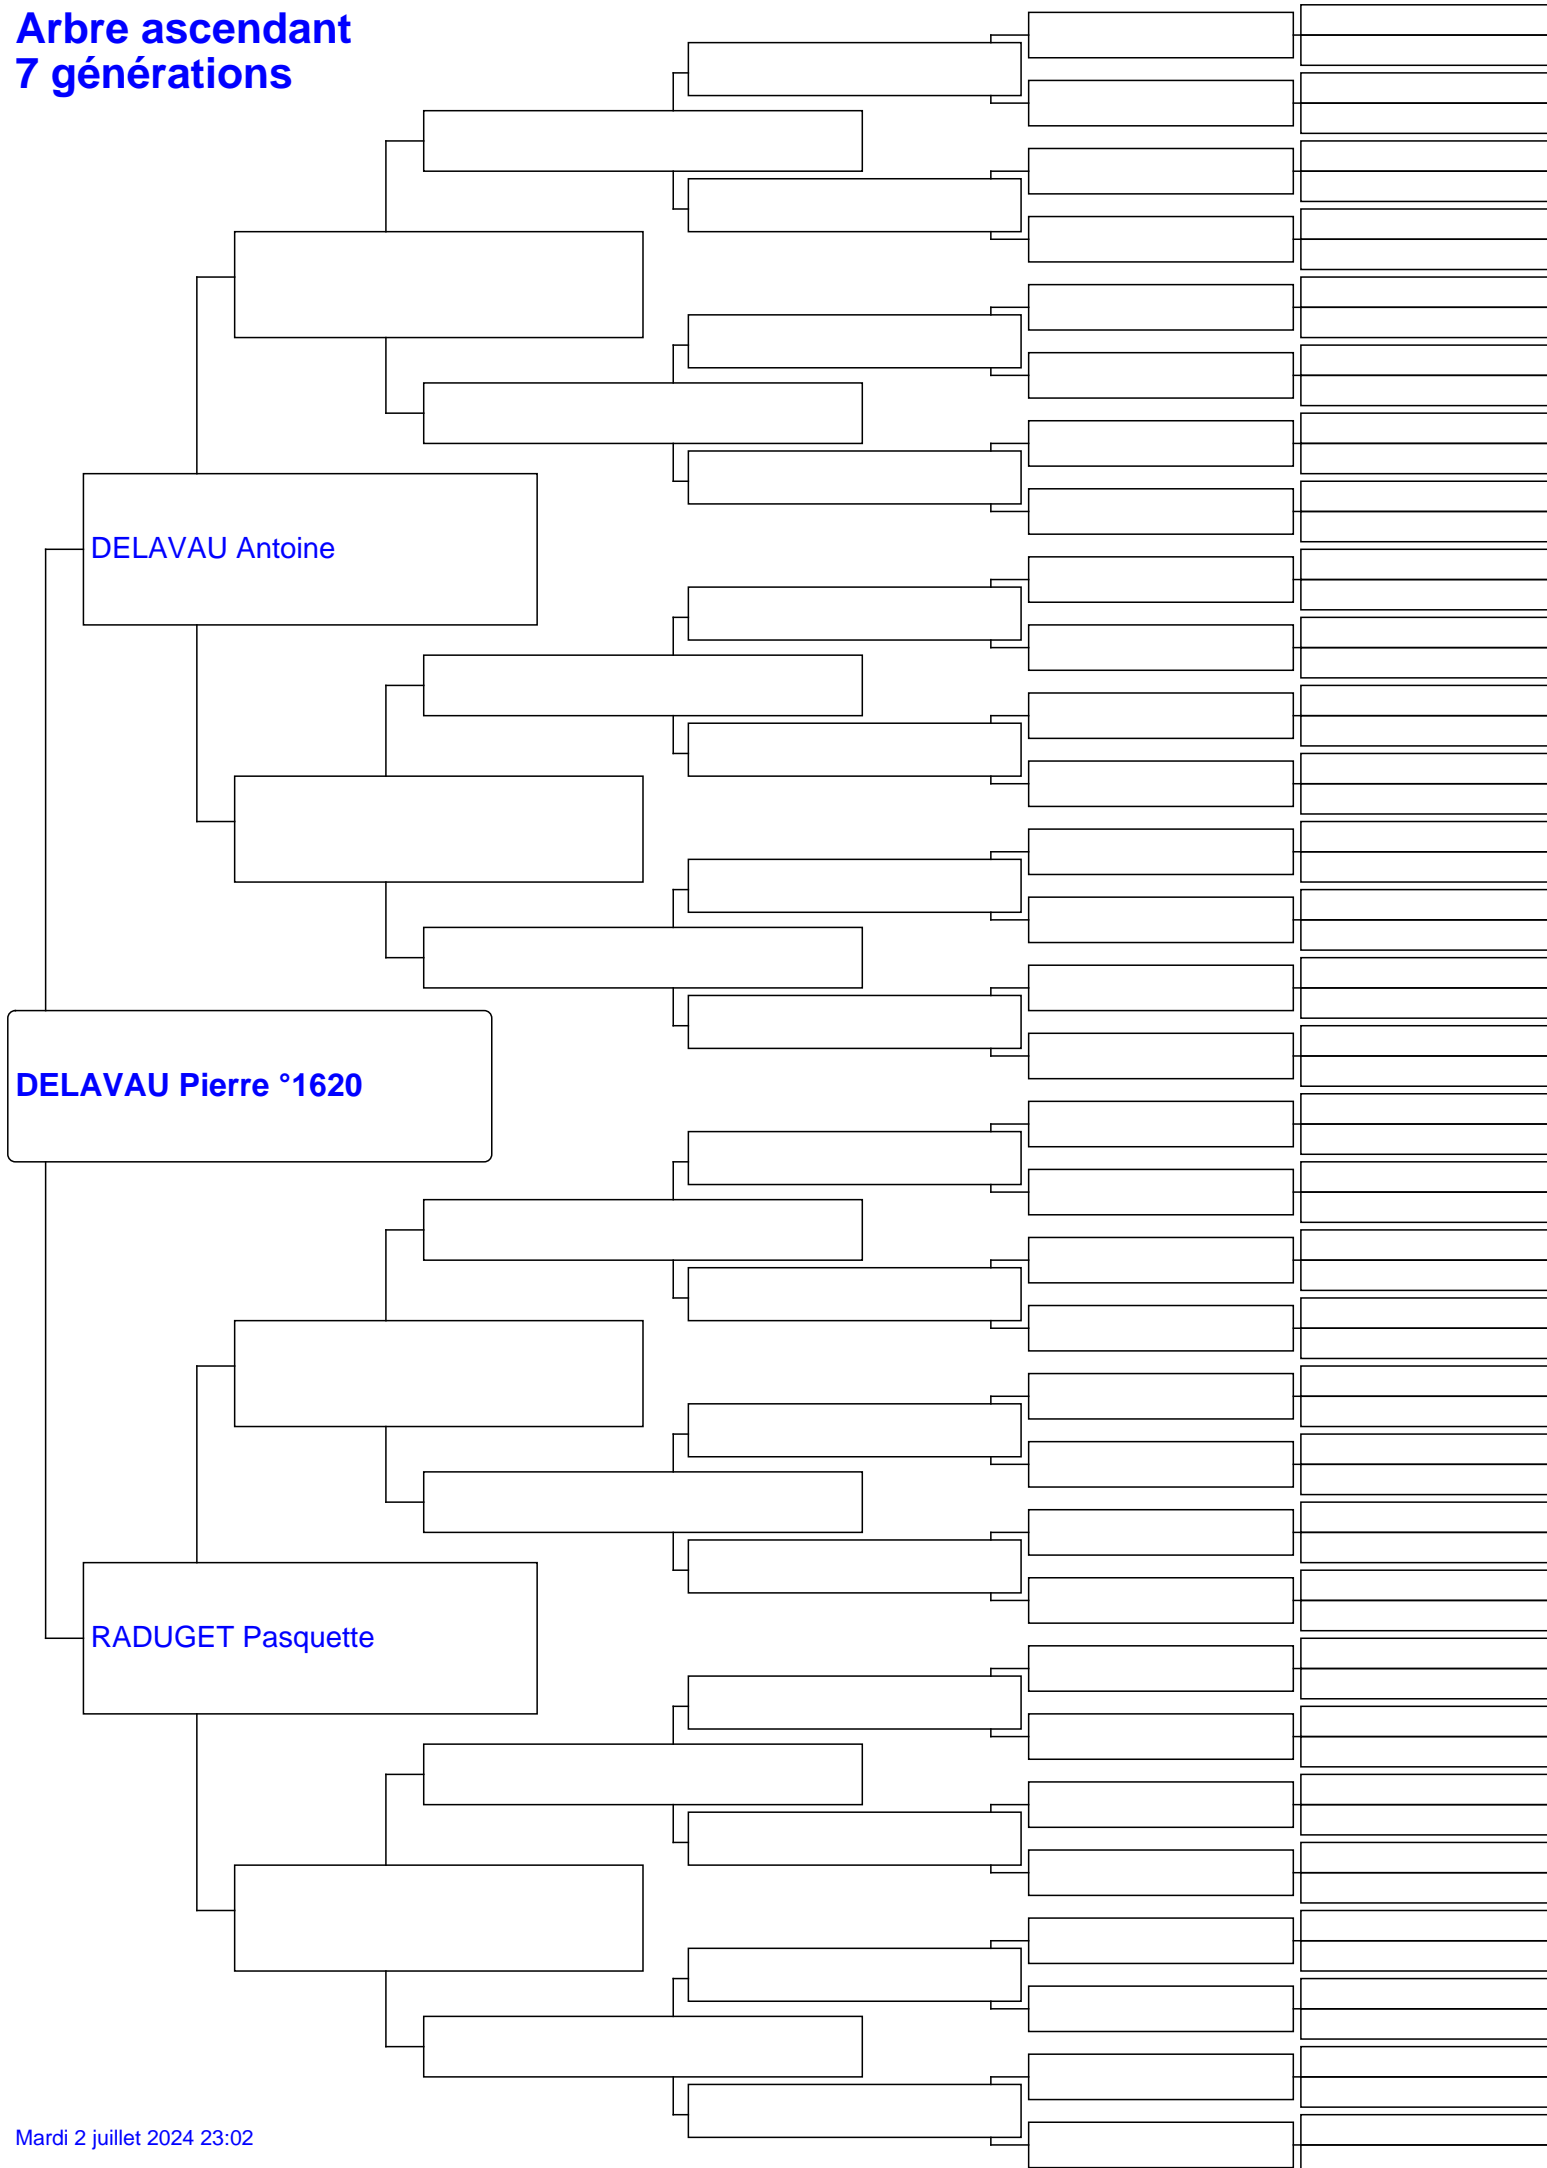 Arbre ascendant
7 générations
DELAVAU Antoine
DELAVAU Pierre °1620
RADUGET Pasquette
Mardi 2 juillet 2024 23:02